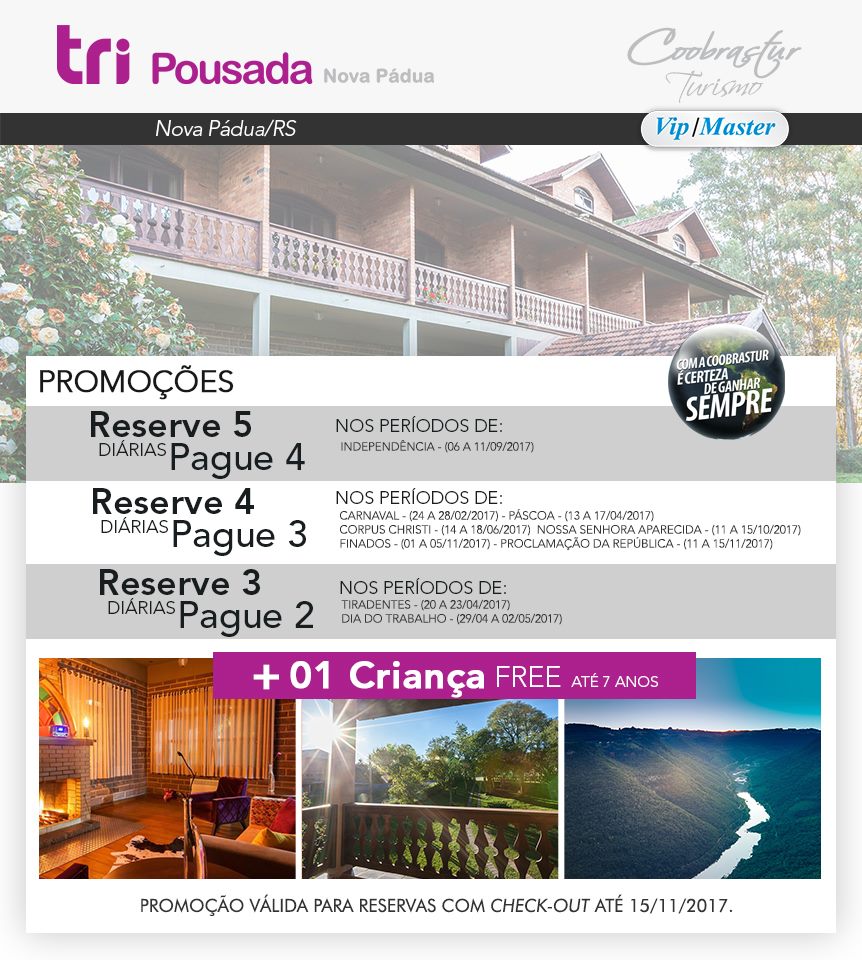 tri Pousada Nova Pádua
Coobrastur
Turismo
Nova Pádua/RS
Vip/Master
COM A COOBRASTUR
É CERTEZA
DE GANHAR
SEMPRE
PROMOÇÕES
Reserve 5
DIÁRIAS Pague 4
NOS PERÍODOS DE:
INDEPENDÊNCIA - (06 A 11/09/2017)
Reserve 4
DIÁRIAS Pague 3
NOS PERÍODOS DE:
CARNAVAL - (24 A 28/02/2017) - PÁSCOA - (13 A 17/04/2017)
CORPUS CHRISTI - (14 A 18/06/2017) NOSSA SENHORA APARECIDA - (11 A 15/10/2017)
FINADOS - (01 A 05/11/2017) - PROCLAMAÇÃO DA REPÚBLICA - (11 A 15/11/2017)
Reserve 3
DIÁRIAS Pague 2
NOS PERÍODOS DE:
TIRADENTES - (20 A 23/04/2017)
DIA DO TRABALHO - (29/04 A 02/05/2017)
+ 01 Criança FREE ATÉ 7 ANOS
PROMOÇÃO VÁLIDA PARA RESERVAS COM CHECK-OUT ATÉ 15/11/2017.